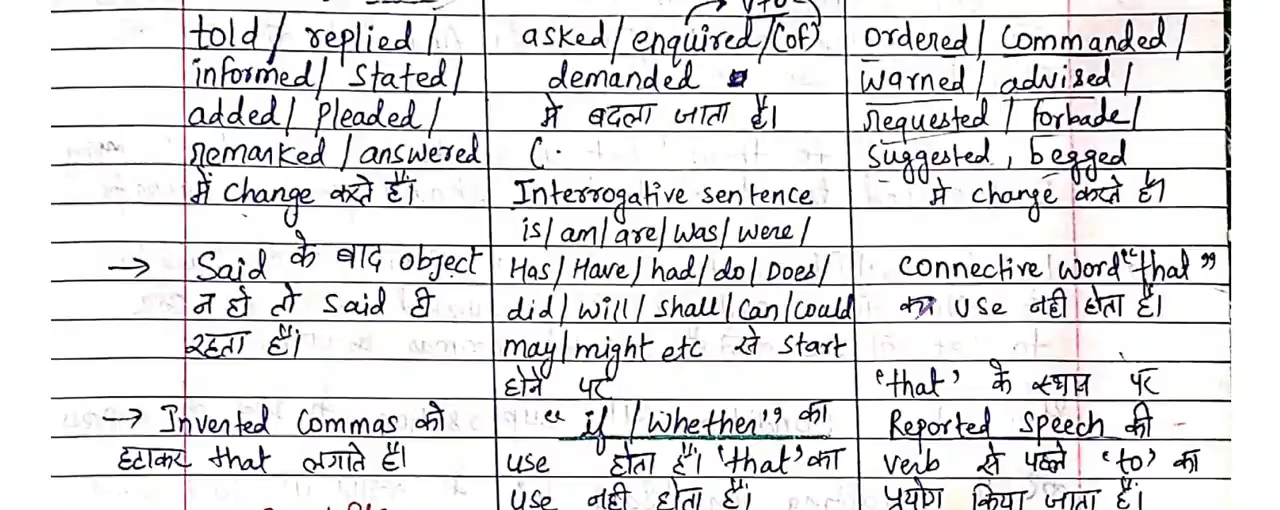 told/ replied/
informed/ stated/
added/ Pleaded/
remarked / answered
में change करते हैं।
→ Said के बाद object
न हो तो said ही
रहता है।
→ Inverted Commas को
हटाकर that लगाते हैं।
asked/ enquired/(of)
demanded
में बदला जाता है।
(.
Interrogative sentence
is/ am/ are/ was/ were/
Has/ Have/ had/ do/ Does/
did/ will/ shall/ Can/ could
may/ might etc से start
होने पर
“ if / Whether” का
use होता है। 'that' का
use नही होता है।
ordered/ Commanded/
warned/ advised/
requested / forbade/
suggested, begged
में change करते है।
connective word “that”
का use नही होता है।
'that' के स्थान पर
Reported Speech की
verb से पहले 'to' का
प्रयोग किया जाता है।